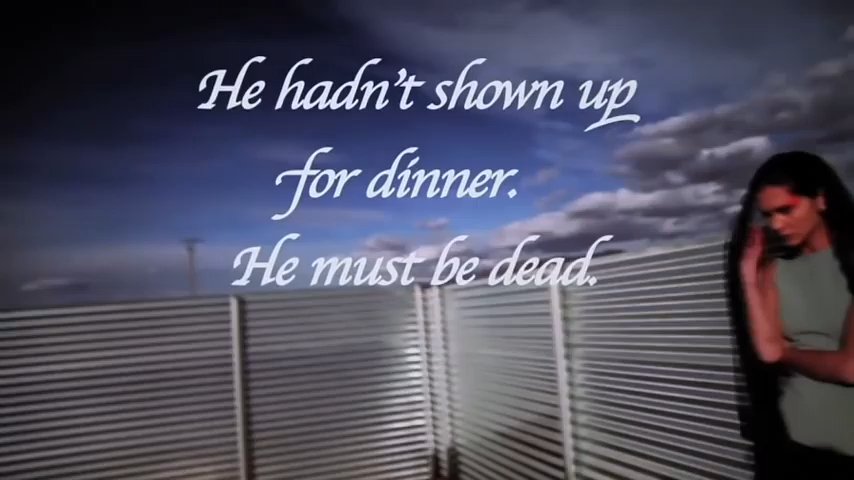 He hadn't shown up
for dinner.
He must be dead.